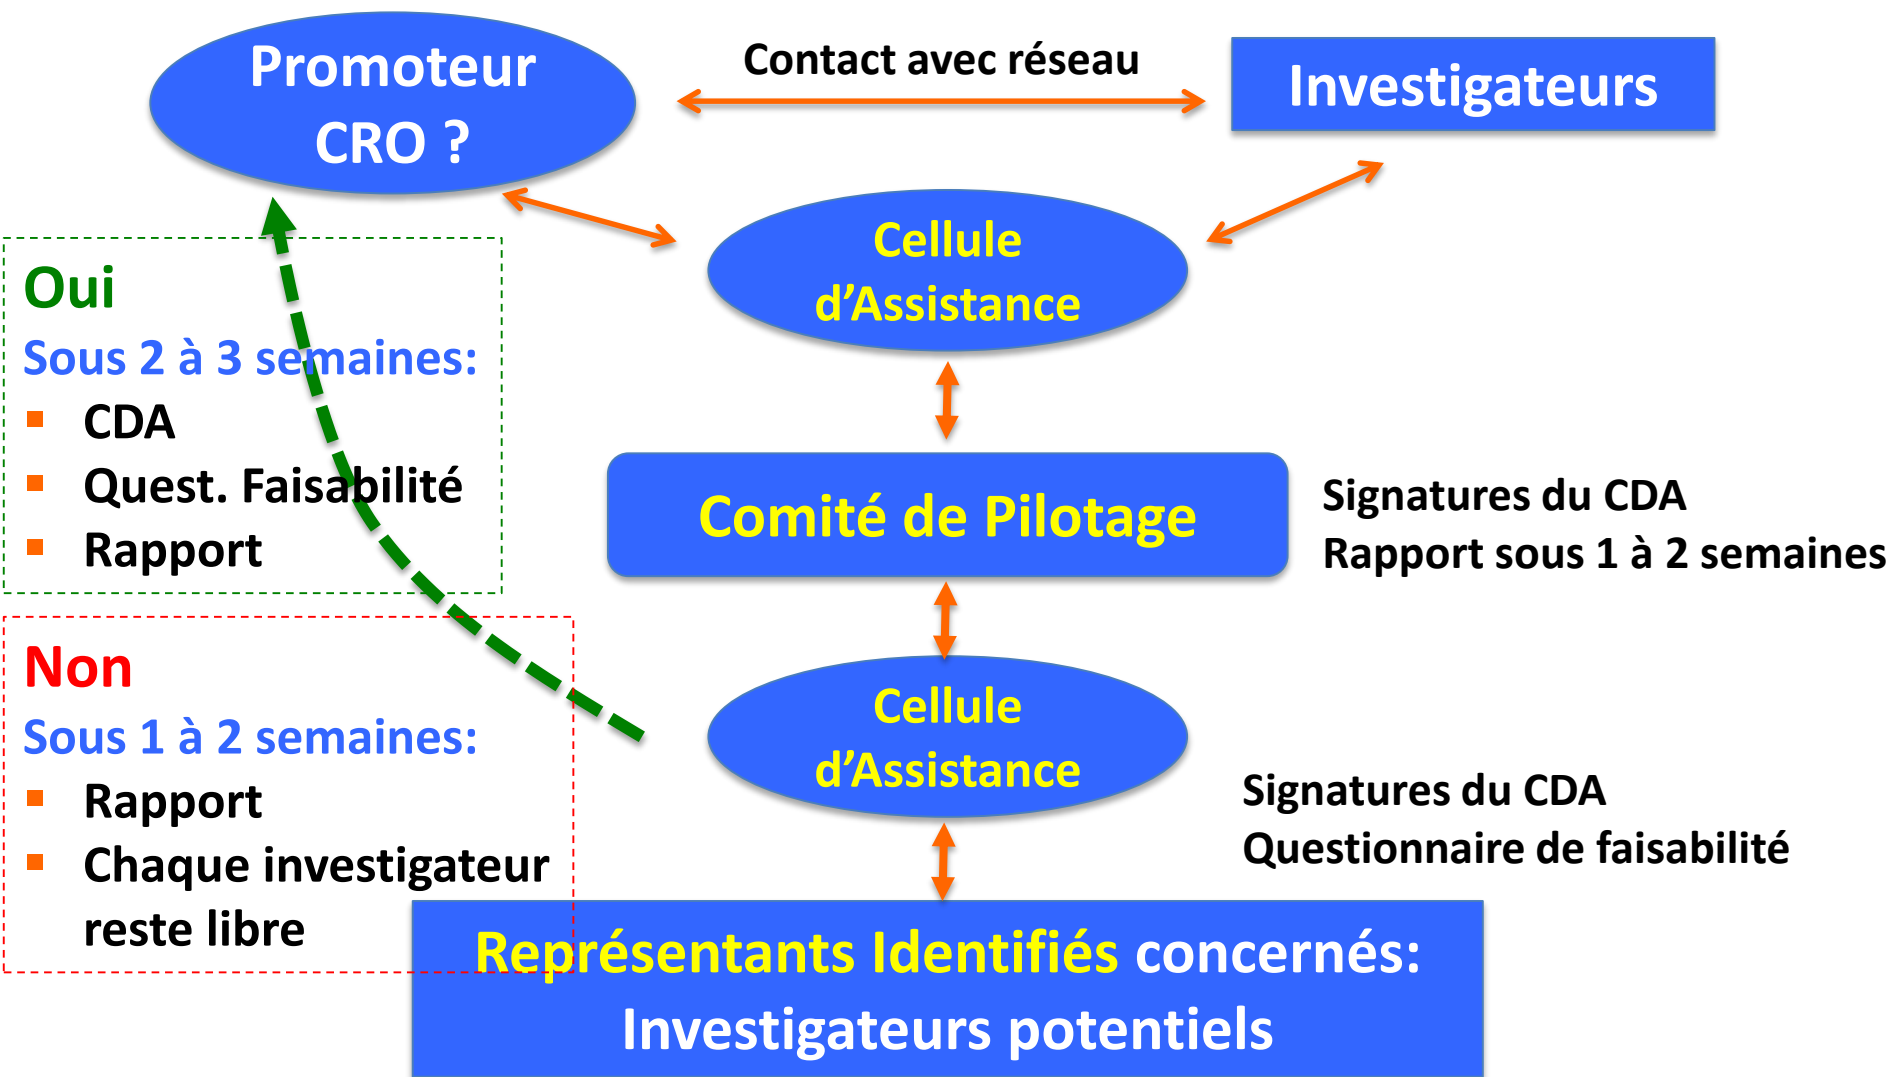 Promoteur
CRO ?
Contact avec réseau
Investigateurs
Cellule
d’Assistance
Oui
Sous 2 à 3 semaines:
CDA
Quest. Faisabilité
Rapport
Comité de Pilotage
Signatures du CDA
Rapport sous 1 à 2 semaines
Non
Sous 1 à 2 semaines:
Rapport
Chaque investigateur
reste libre
Cellule
d’Assistance
Signatures du CDA
Questionnaire de faisabilité
Représentants Identifiés concernés:
Investigateurs potentiels